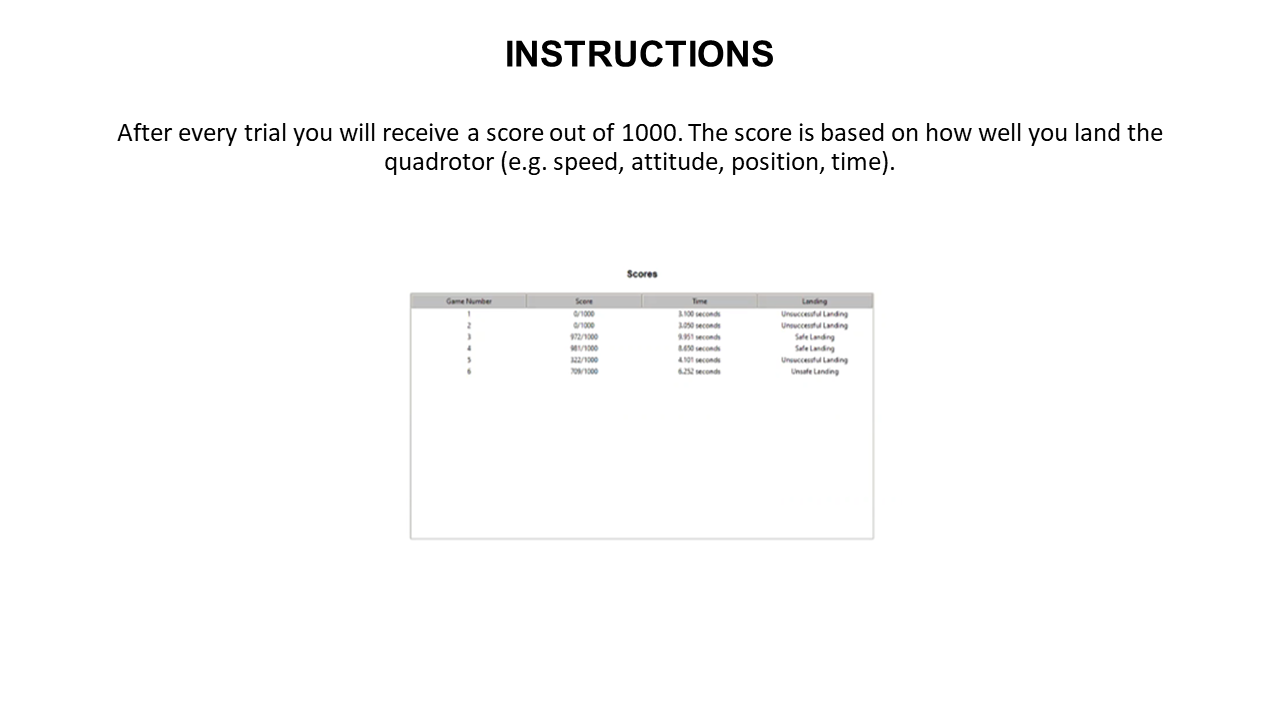 INSTRUCTIONS
After every trial you will receive a score out of 1000. The score is based on how well you land the
quadrotor (e.g. speed, attitude, position, time).
Scores
Game Number Score Time Landing
1 0/1000 3.100 seconds Unsuccessful Landing
2 0/1000 3.050 seconds Unsuccessful Landing
3 972/1000 9.951 seconds Safe Landing
4 981/1000 8.650 seconds Safe Landing
5 322/1000 4.101 seconds Unsuccessful Landing
6 709/1000 6.252 seconds Unsafe Landing